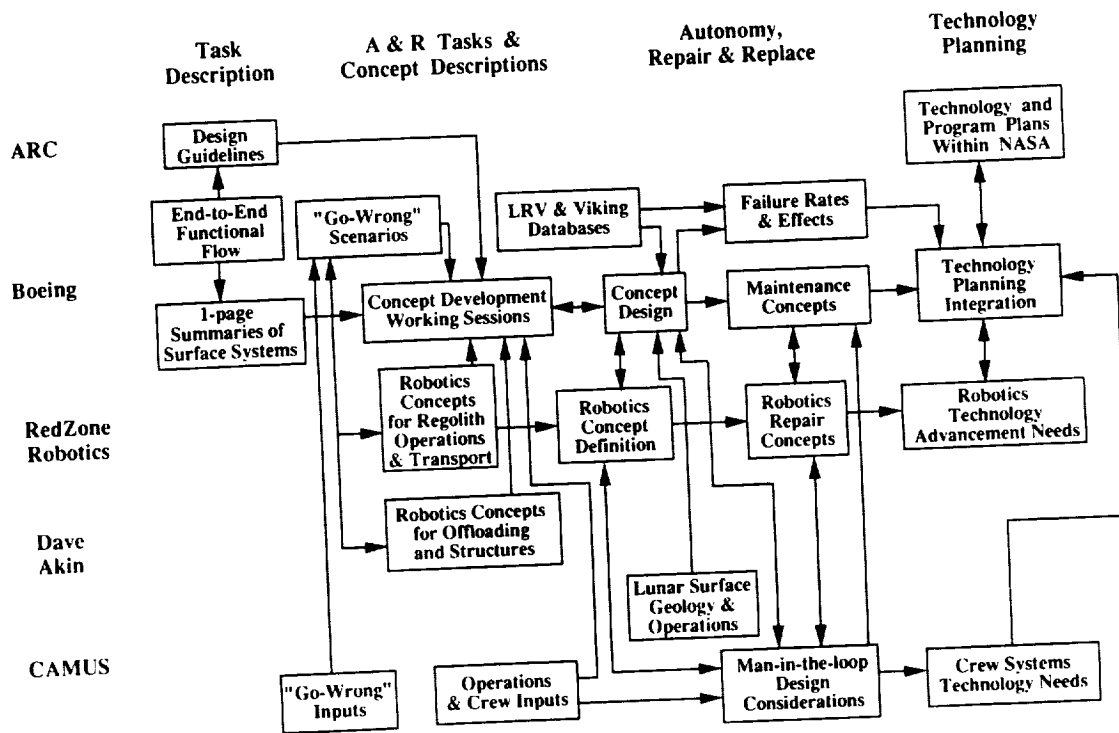 Task
Description
A & R Tasks &
Concept Descriptions
Autonomy,
Repair & Replace
Technology
Planning
ARC
Design
Guidelines
Technology and
Program Plans
Within NASA
End-to-End
Functional
Flow
"Go-Wrong"
Scenarios
LRV & Viking
Databases
Failure Rates
& Effects
Boeing
1-page
Summaries of
Surface Systems
Concept Development
Working Sessions
Concept
Design
Maintenance
Concepts
Technology
Planning
Integration
RedZone
Robotics
Robotics
Concepts
for Regolith
Operations
& Transport
Robotics
Concept
Definition
Robotics
Repair
Concepts
Robotics
Technology
Advancement Needs
Dave
Akin
Robotics Concepts
for Offloading
and Structures
Lunar Surface
Geology &
Operations
CAMUS
"Go-Wrong"
Inputs
Operations
& Crew Inputs
Man-in-the-loop
Design
Considerations
Crew Systems
Technology Needs